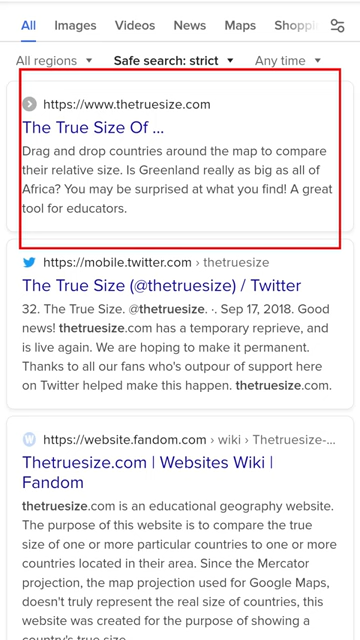 All Images Videos News Maps Shoppi
All regions Safe search: strict Any time
https://www.thetruesize.com
The True Size Of ...
Drag and drop countries around the map to compare
their relative size. Is Greenland really as big as all of
Africa? You may be surprised at what you find! A great
tool for educators.
https://mobile.twitter.com › thetruesize
The True Size (@thetruesize) / Twitter
32. The True Size. @thetruesize. ·. Sep 17, 2018. Good
news! thetruesize.com has a temporary reprieve, and
is live again. We are hoping to make it permanent.
Thanks to all our fans who's outpour of support here
on Twitter helped make this happen. thetruesize.com.
W https://website.fandom.com › wiki › Thetruesize-...
Thetruesize.com | Websites Wiki |
Fandom
thetruesize.com is an educational geography website.
The purpose of this website is to compare the true
size of one or more particular countries to one or more
countries located in their area. Since the Mercator
projection, the map projection used for Google Maps,
doesn't truly represent the real size of countries, this
website was created for the purpose of showing a
country's true size